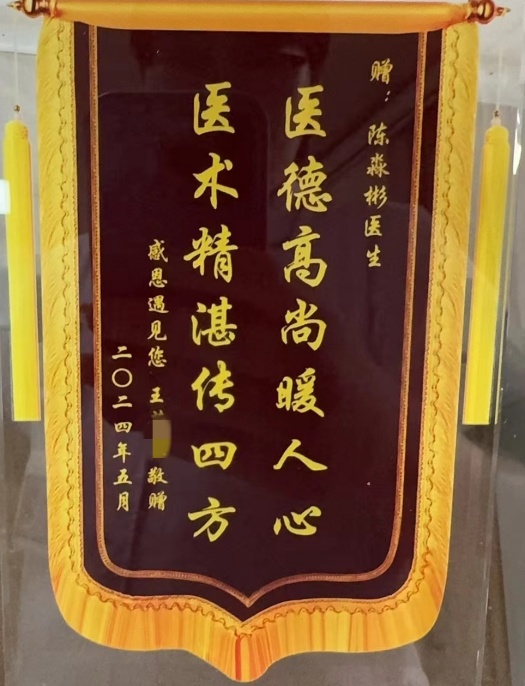 赠：陈淼彬医生
医德高尚暖人心
医术精湛传四方
感恩遇见您 王 敬赠
二〇二四年五月